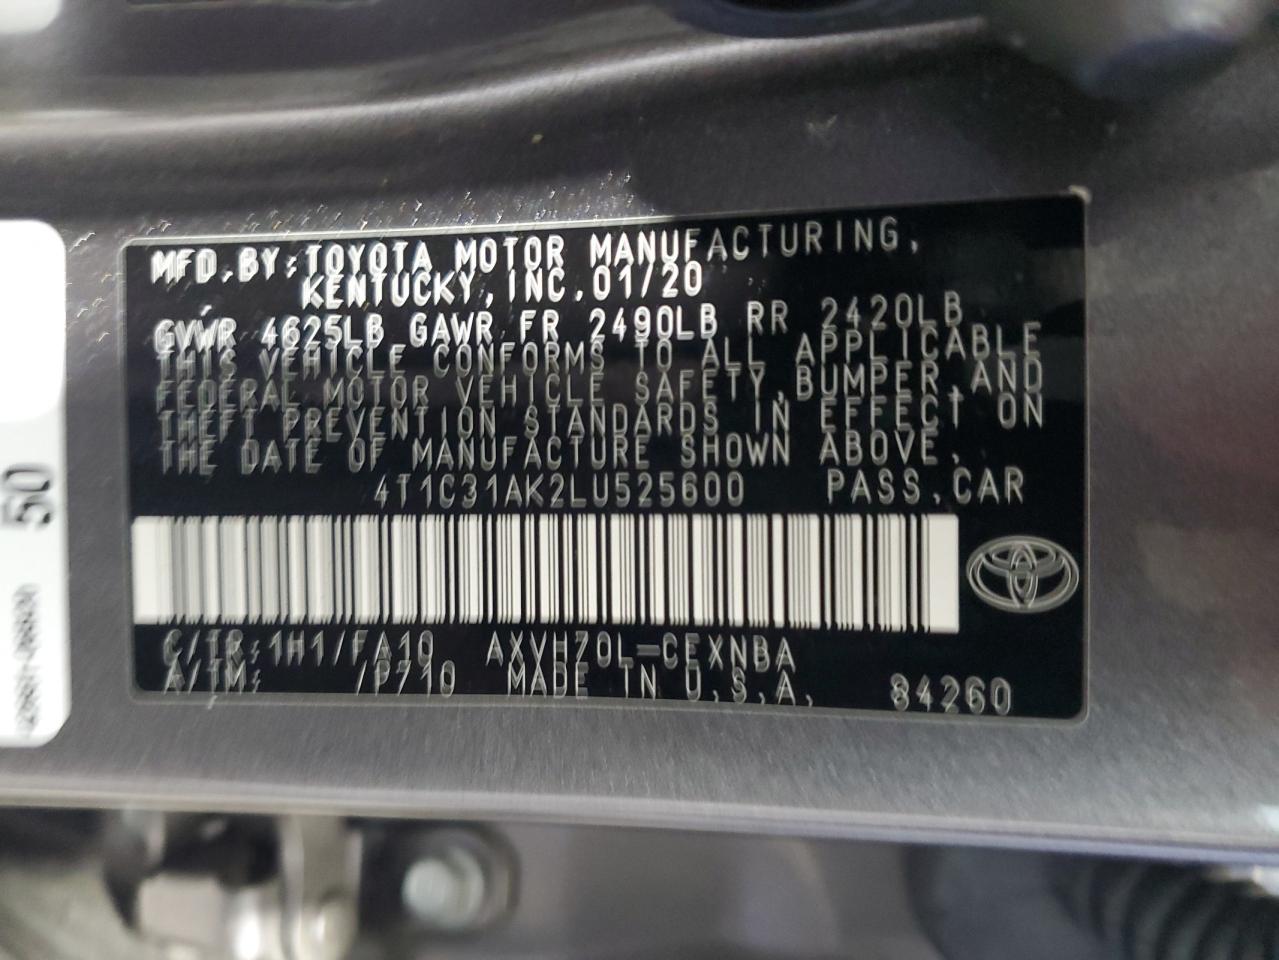 MFD.BY:TOYOTA MOTOR MANUFACTURING,
KENTUCKY,INC.01/20
GVWR 4625LB GAWR FR 2490LB RR 2420LB
THIS VEHICLE CONFORMS TO ALL APPLICABLE
FEDERAL MOTOR VEHICLE SAFETY,BUMPER,AND
THEFT PREVENTION STANDARDS IN EFFECT ON
THE DATE OF MANUFACTURE SHOWN ABOVE.
4T1C31AK2LU525600 PASS.CAR
C/TR:1H1/FA10 AXVH70L-CEXNBA
A/TM: /P710 MADE IN U.S.A. 84260
50